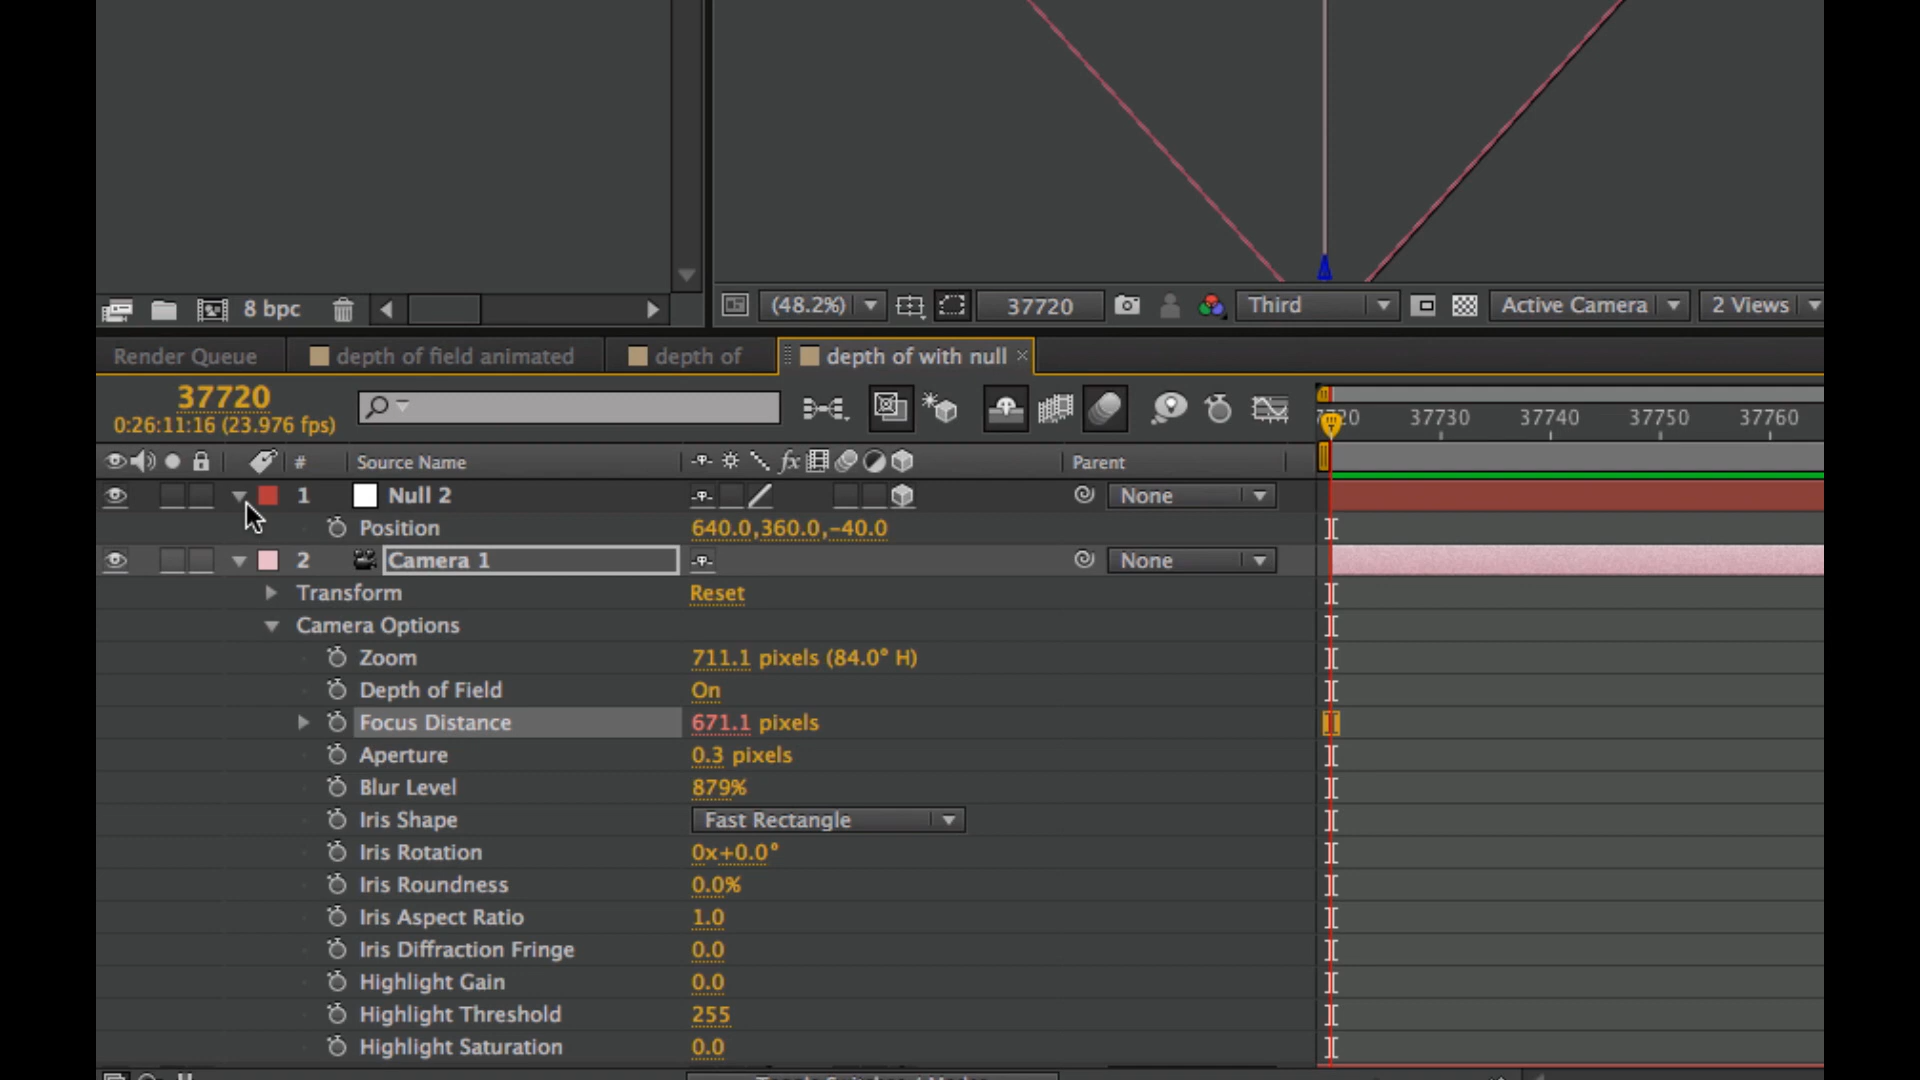 8 bpc
(48.2%)
37720
Third
Active Camera
2 Views
Render Queue
depth of field animated
depth of
depth of with null
37720
0:26:11:16 (23.976 fps)
37730
37740
37750
37760
#
Source Name
fx
Parent
1
Null 2
None
Position
640.0,360.0,-40.0
2
Camera 1
None
Transform
Reset
Camera Options
Zoom
711.1 pixels (84.0° H)
Depth of Field
On
Focus Distance
671.1 pixels
Aperture
0.3 pixels
Blur Level
879%
Iris Shape
Fast Rectangle
Iris Rotation
0x+0.0°
Iris Roundness
0.0%
Iris Aspect Ratio
1.0
Iris Diffraction Fringe
0.0
Highlight Gain
0.0
Highlight Threshold
255
Highlight Saturation
0.0